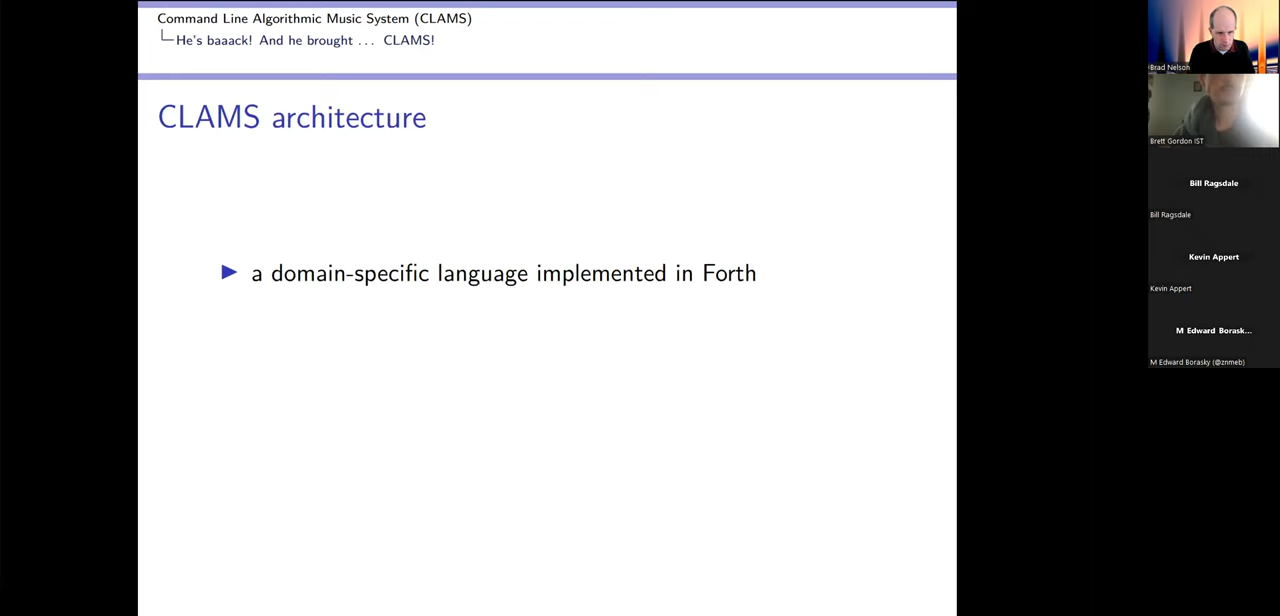 Command Line Algorithmic Music System (CLAMS)
He's baaack! And he brought ... CLAMS!
CLAMS architecture
a domain-specific language implemented in Forth
Brad Nelson
Brett Gordon IST
Bill Ragsdale
Bill Ragsdale
Kevin Appert
Kevin Appert
M Edward Borask...
M Edward Borasky (@znmeb)